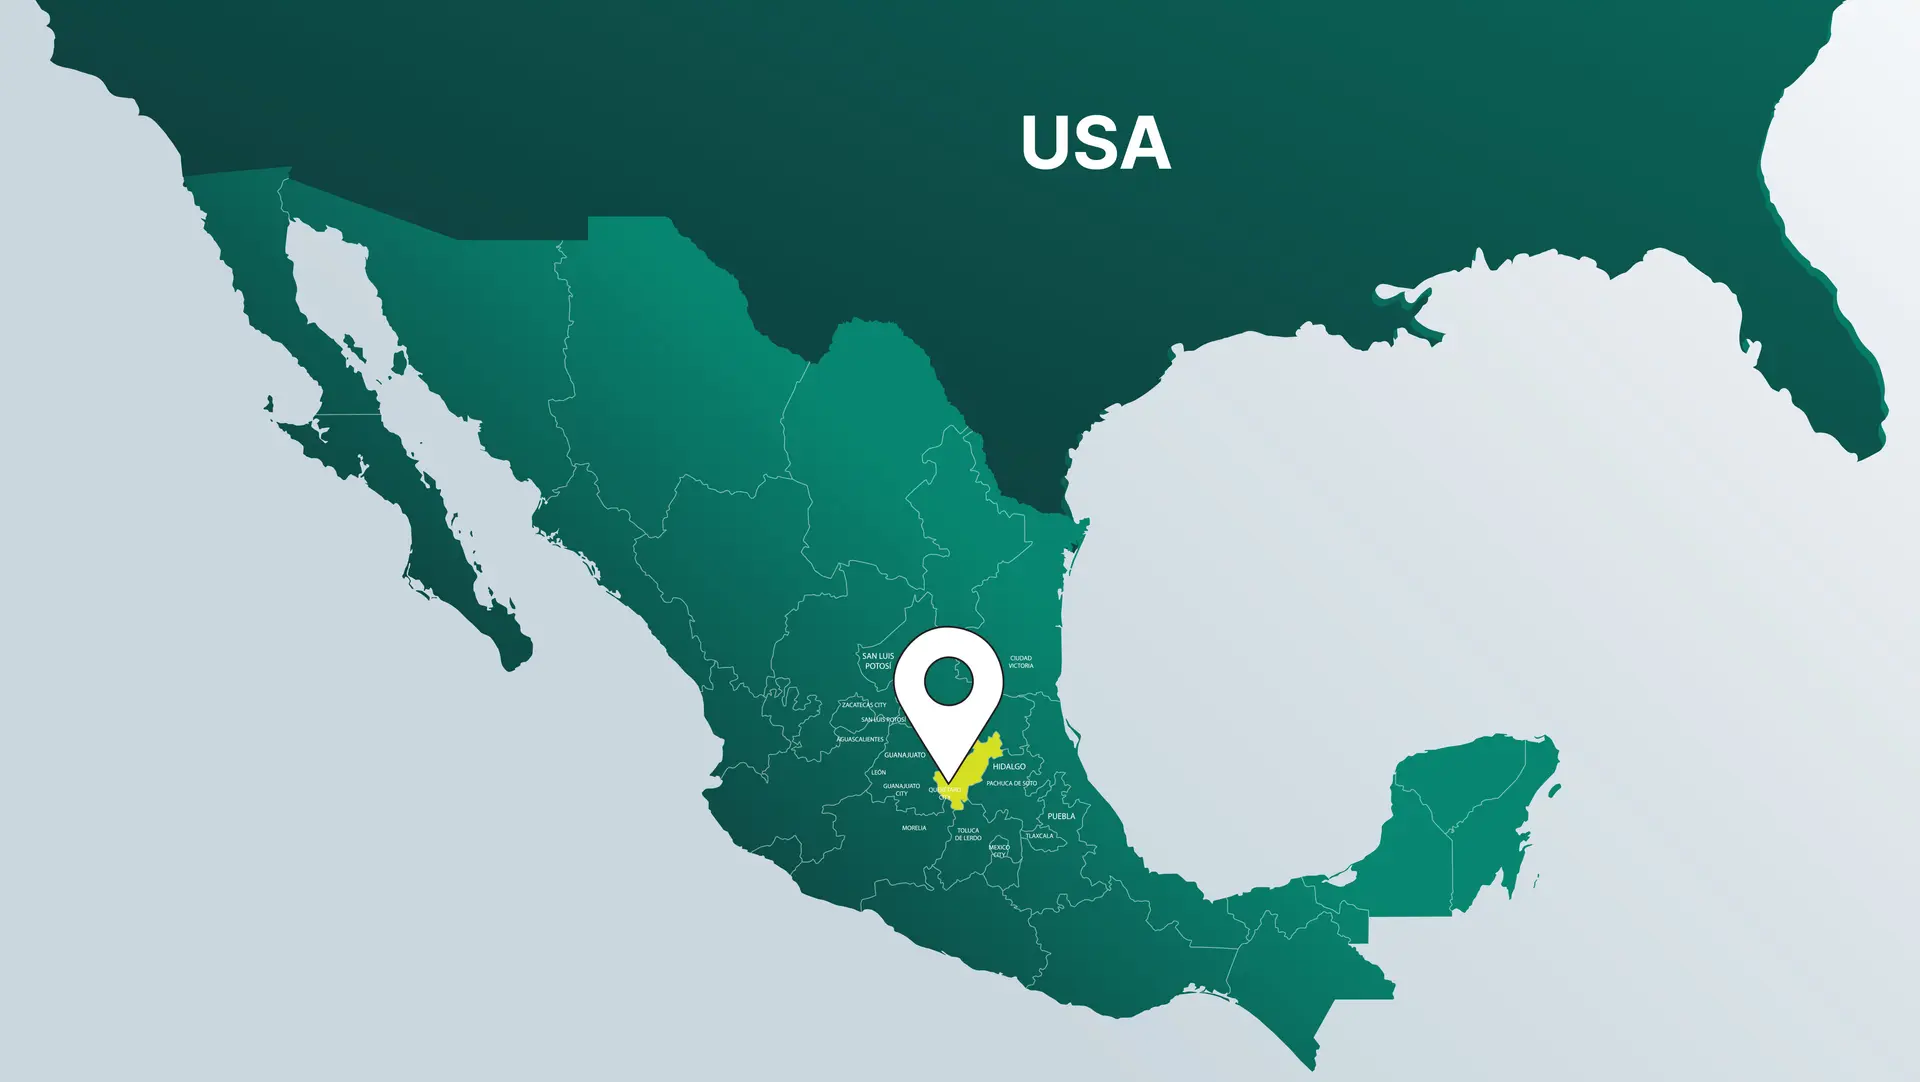 USA
SAN LUIS
POTOSÍ
CIUDAD
VICTORIA
ZACATECAS CITY
SAN LUIS POTOSÍ
AGUASCALIENTES
GUANAJUATO
HIDALGO
LEÓN
PACHUCA DE SOTO
GUANAJUATO
CITY
QUERÉTARO
CITY
PUEBLA
MORELIA
TOLUCA
DE LERDO
TLAXCALA
MEXICO
CITY